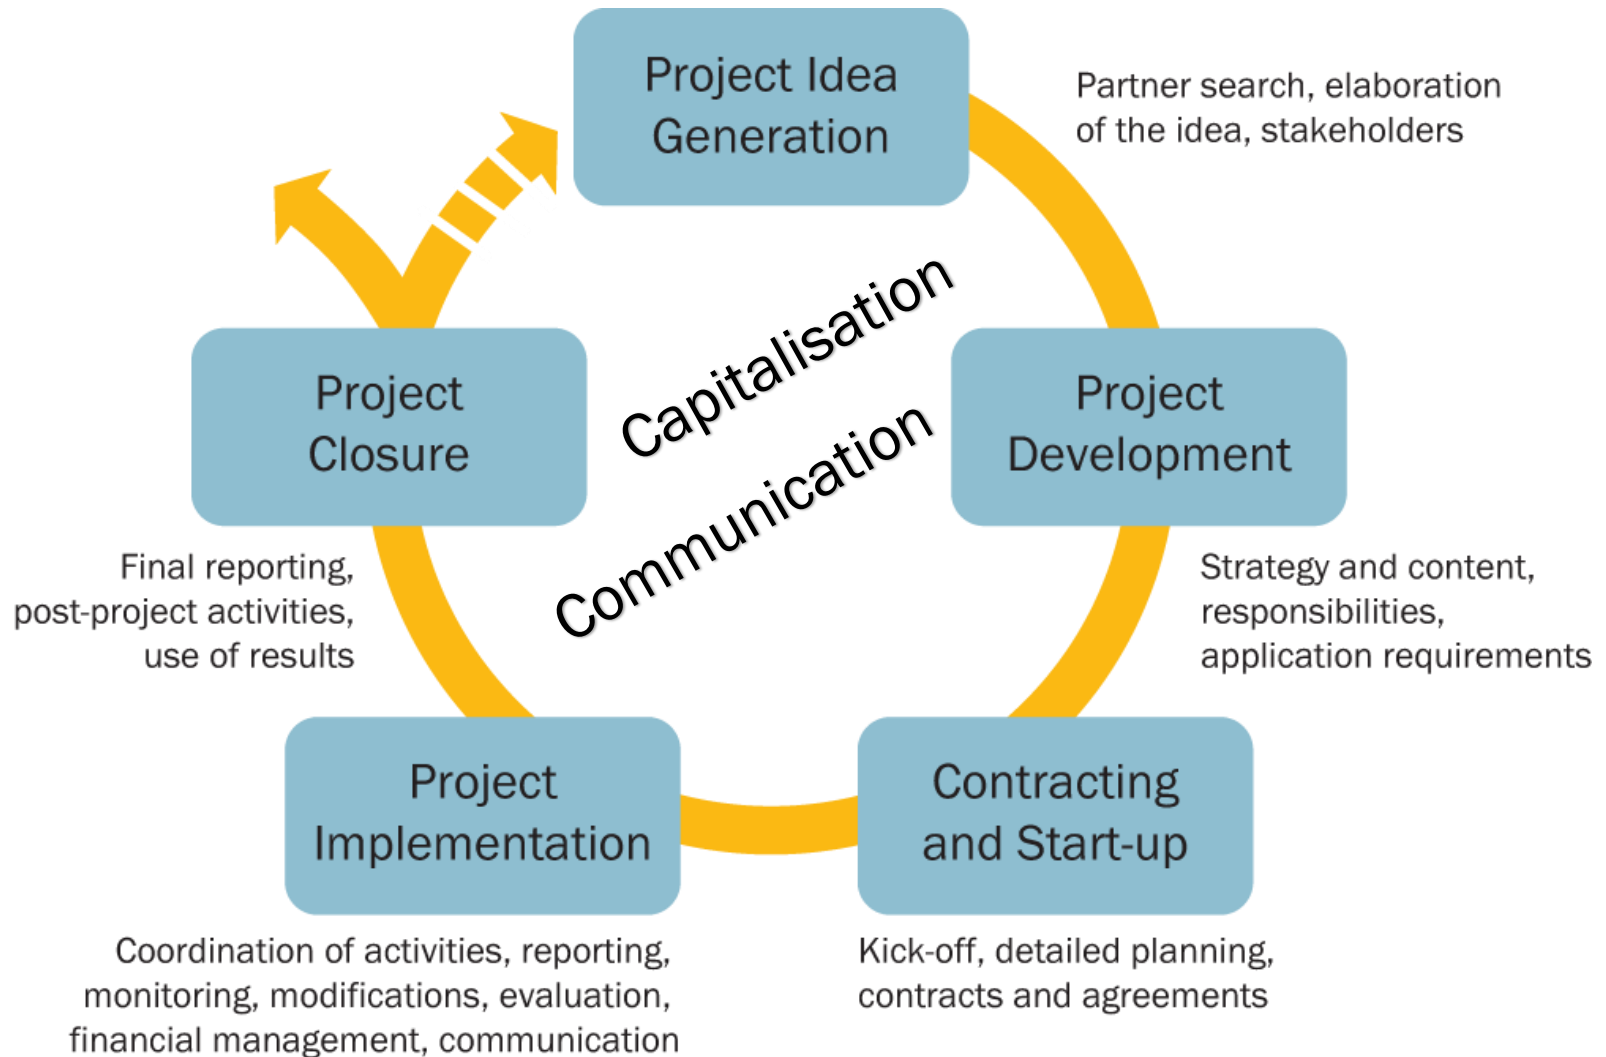 Project Idea
Generation
Partner search, elaboration
of the idea, stakeholders
Capitalisation
Communication
Project
Development
Strategy and content,
responsibilities,
application requirements
Contracting
and Start-up
Kick-off, detailed planning,
contracts and agreements
Project
Implementation
Coordination of activities, reporting,
monitoring, modifications, evaluation,
financial management, communication
Project
Closure
Final reporting,
post-project activities,
use of results